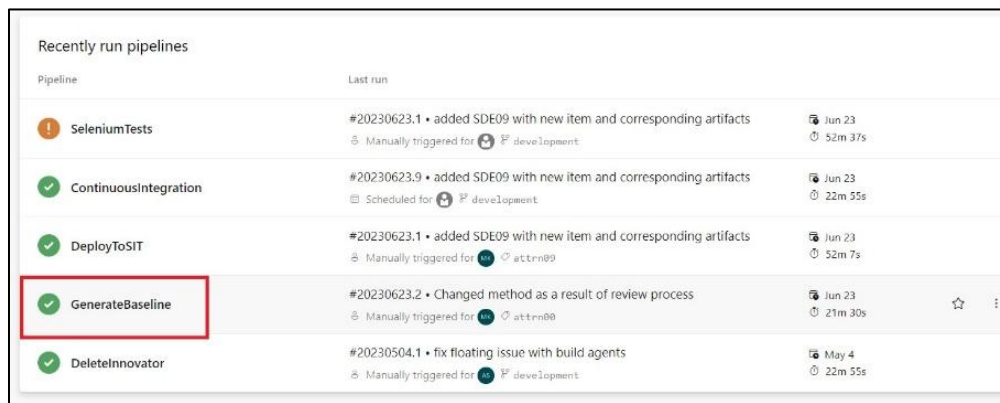 Recently run pipelines
Pipeline Last run
SeleniumTests #20230623.1 • added SDE09 with new item and corresponding artifacts Jun 23
Manually triggered for development 52m 37s
ContinuousIntegration #20230623.9 • added SDE09 with new item and corresponding artifacts Jun 23
Scheduled for development 22m 55s
DeployToSIT #20230623.1 • added SDE09 with new item and corresponding artifacts Jun 23
Manually triggered for MK attrn09 52m 7s
GenerateBaseline #20230623.2 • Changed method as a result of review process Jun 23
Manually triggered for MK attrn00 21m 30s
DeleteInnovator #20230504.1 • fix floating issue with build agents May 4
Manually triggered for AS development 22m 55s